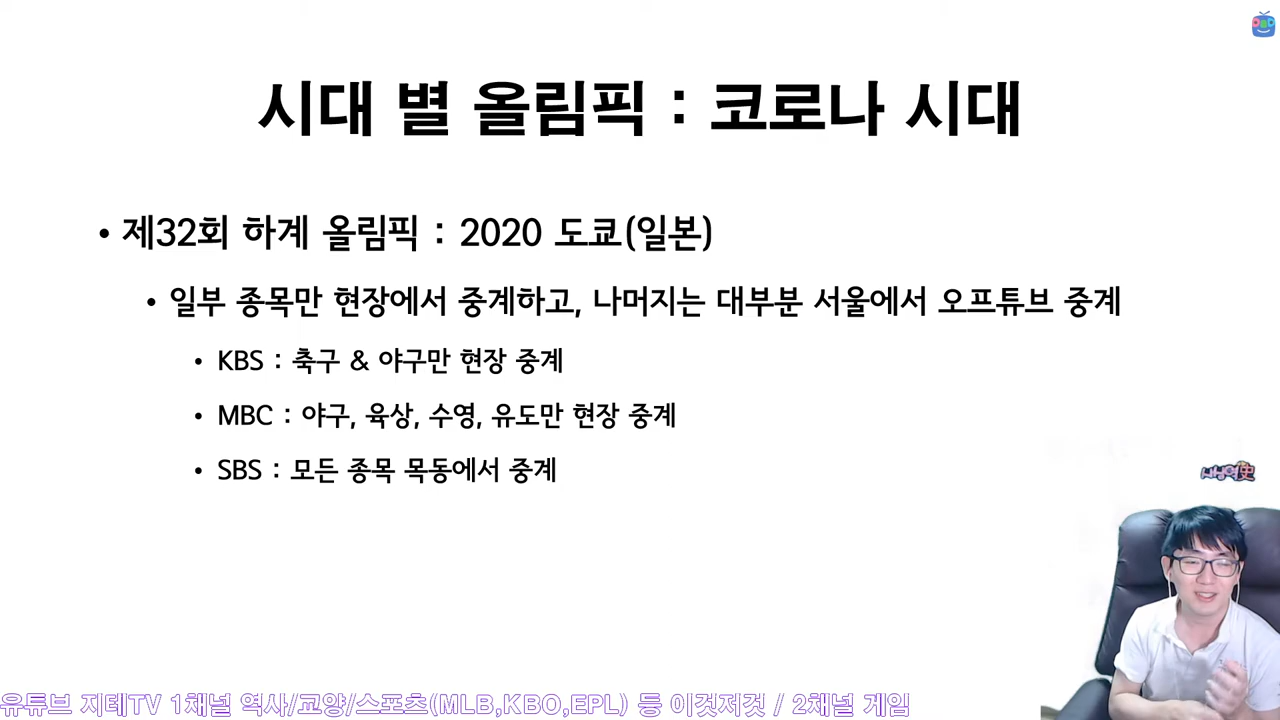 시대 별 올림픽 : 코로나 시대
• 제32회 하계 올림픽 : 2020 도쿄(일본)
• 일부 종목만 현장에서 중계하고, 나머지는 대부분 서울에서 오프튜브 중계
• KBS : 축구 & 야구만 현장 중계
• MBC : 야구, 육상, 수영, 유도만 현장 중계
• SBS : 모든 종목 목동에서 중계
유튜브 지테TV 1채널 역사/교양/스포츠(MLB,KBO,EPL) 등 이것저것 / 2채널 게임